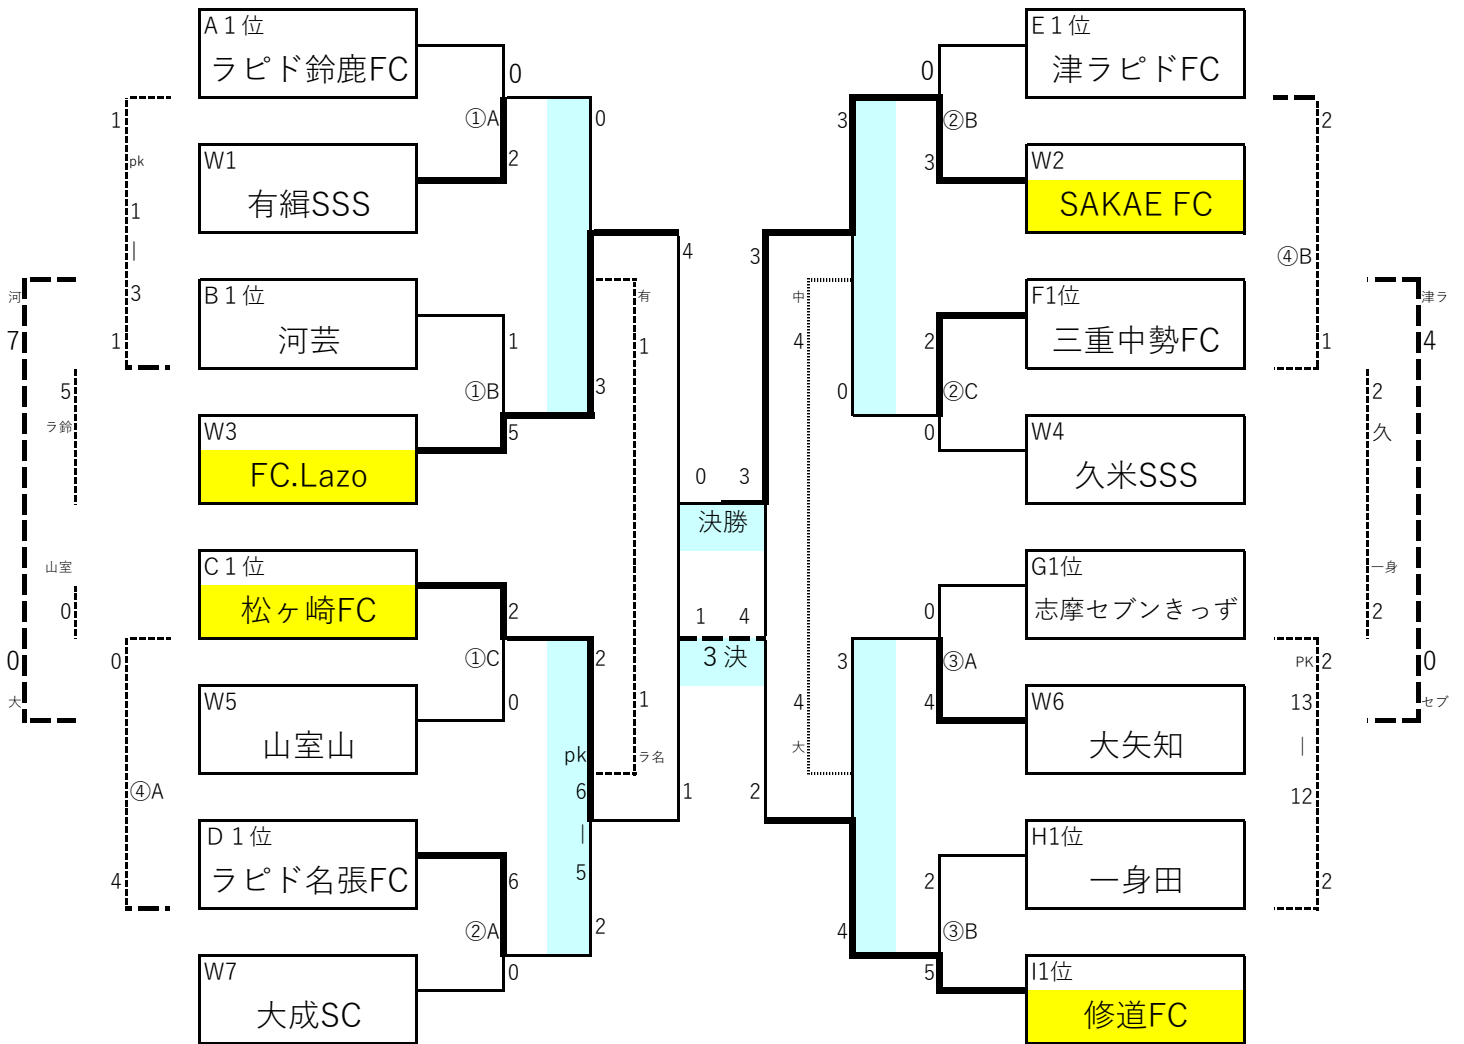 A１位
ラピド鈴鹿FC
W1
有緝SSS
B１位
河芸
W3
FC.Lazo
C１位
松ヶ崎FC
W5
山室山
D１位
ラピド名張FC
W7
大成SC
0
①A
2
1
①B
5
2
①C
0
6
②A
0
0
3
2
pk
6
｜
5
2
1
pk
1
｜
3
1
0
④A
4
河
7
0
大
5
ラ鈴
山室
0
有
1
1
ラ名
4
1
0 3
決勝
1 4
３決
3
2
中
4
4
大
3
0
3
4
0
②B
3
2
②C
0
0
③A
4
2
③B
5
E１位
津ラピドFC
W2
SAKAE FC
F1位
三重中勢FC
W4
久米SSS
G1位
志摩セブンきっず
W6
大矢知
H1位
一身田
I1位
修道FC
2
④B
1
PK
2
13
｜
12
2
2
久
一身
2
津ラ
4
0
セブ